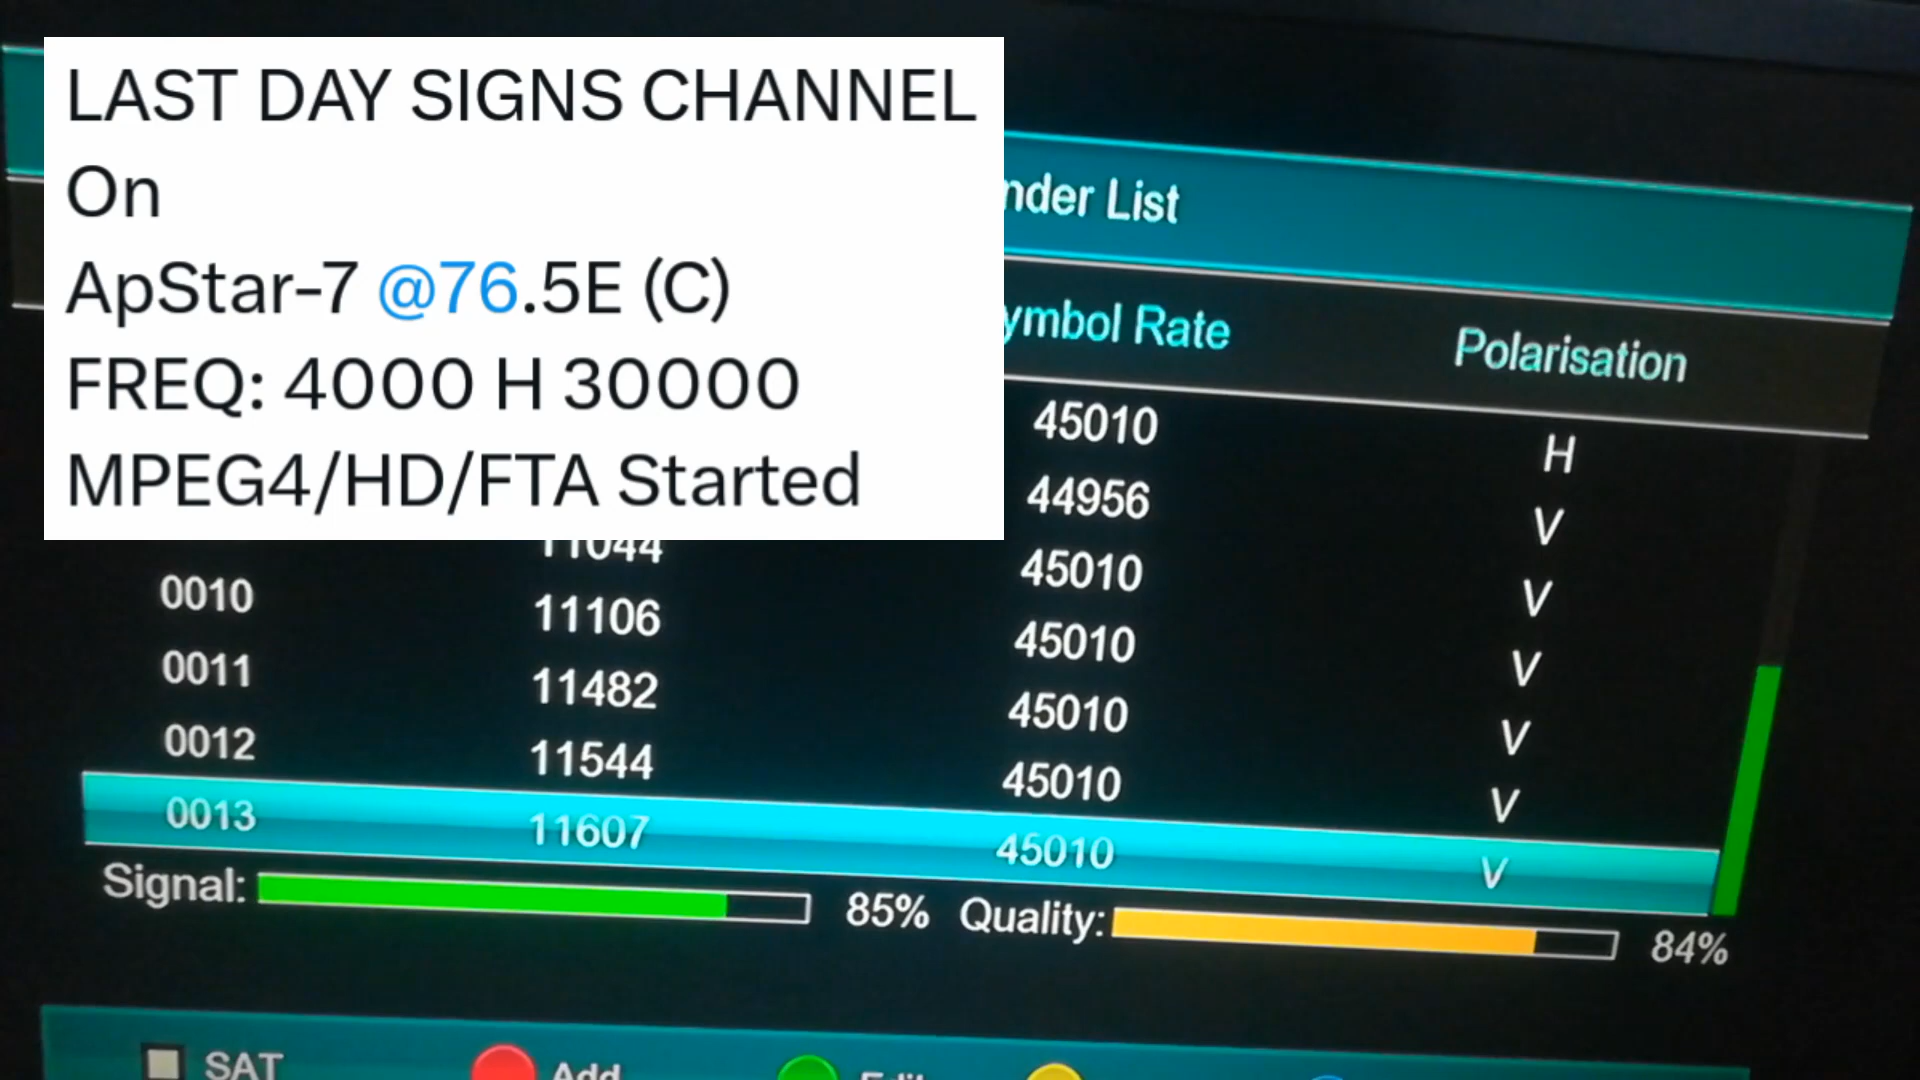 LAST DAY SIGNS CHANNEL
On
ApStar-7 @76.5E (C)
FREQ: 4000 H 30000
MPEG4/HD/FTA Started
List
Rate Polarisation
45010 H
44956 V
11044 45010 V
0010 11106 45010 V
0011 11482 45010 V
0012 11544 45010 V
0013 11607 45010 V
Signal: 85% Quality: 84%
SAT Add